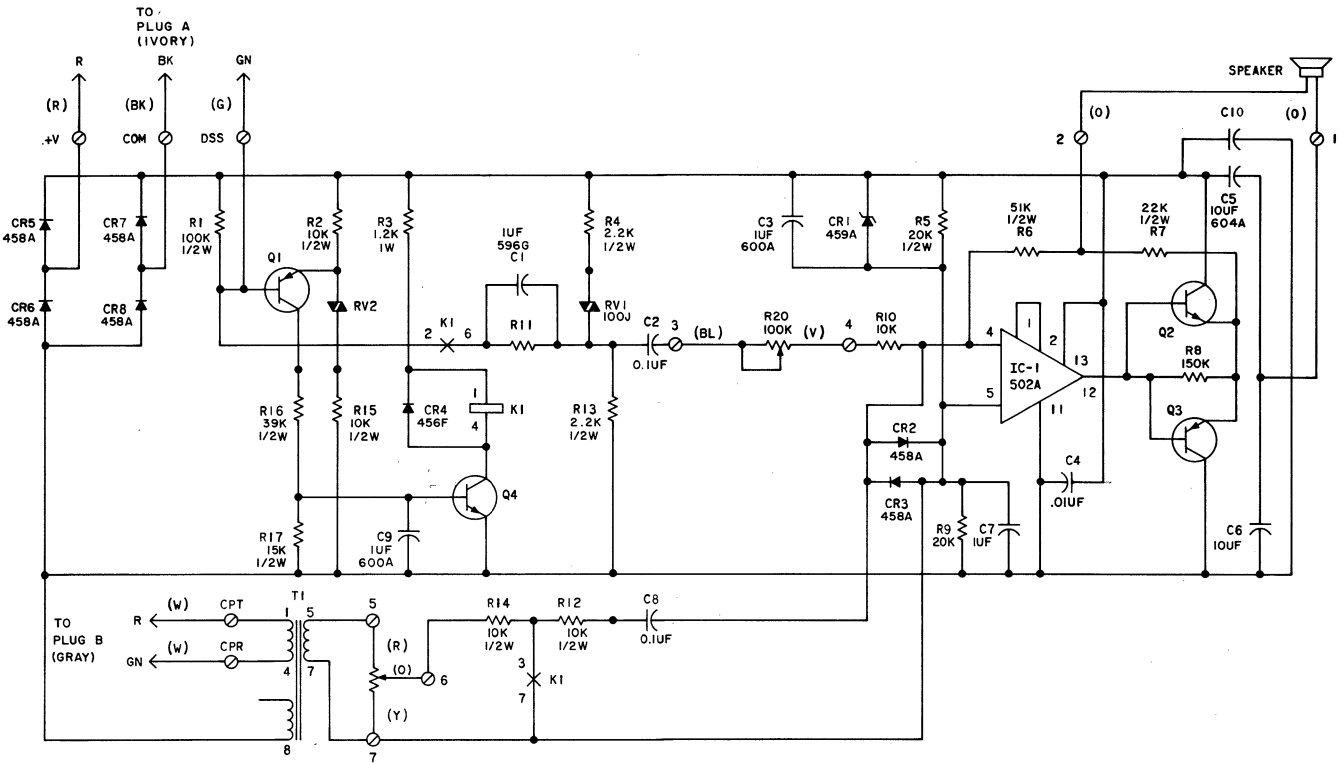 TO
PLUG A
(IVORY)
R
BK
GN
(R)
(BK)
(G)
+V
COM
DSS
SPEAKER
(O)
(O)
2
1
C10
CR5
458A
CR7
458A
R1
100K
1/2W
R2
10K
1/2W
R3
1.2K
1W
1UF
596G
C1
R4
2.2K
1/2W
C3
1UF
600A
CR1
459A
R5
20K
1/2W
51K
1/2W
R6
22K
1/2W
R7
C5
10UF
604A
Q1
CR6
458A
CR8
458A
RV2
K1
2
6
R11
RV1
100J
C2
0.1UF
3
(BL)
R20
100K
(V)
4
R10
10K
4
1
2
13
IC-1
502A
5
12
11
Q2
R8
150K
Q3
R16
39K
1/2W
R15
10K
1/2W
CR4
456F
1
K1
4
R13
2.2K
1/2W
CR2
458A
CR3
458A
C4
.01UF
Q4
R17
15K
1/2W
C9
1UF
600A
R9
20K
C7
1UF
C6
10UF
TO
PLUG B
(GRAY)
R
(W)
CPT
GN
(W)
CPR
T1
1
5
4
7
8
5
(R)
(O)
6
(Y)
7
R14
10K
1/2W
R12
10K
1/2W
C8
0.1UF
3
K1
7